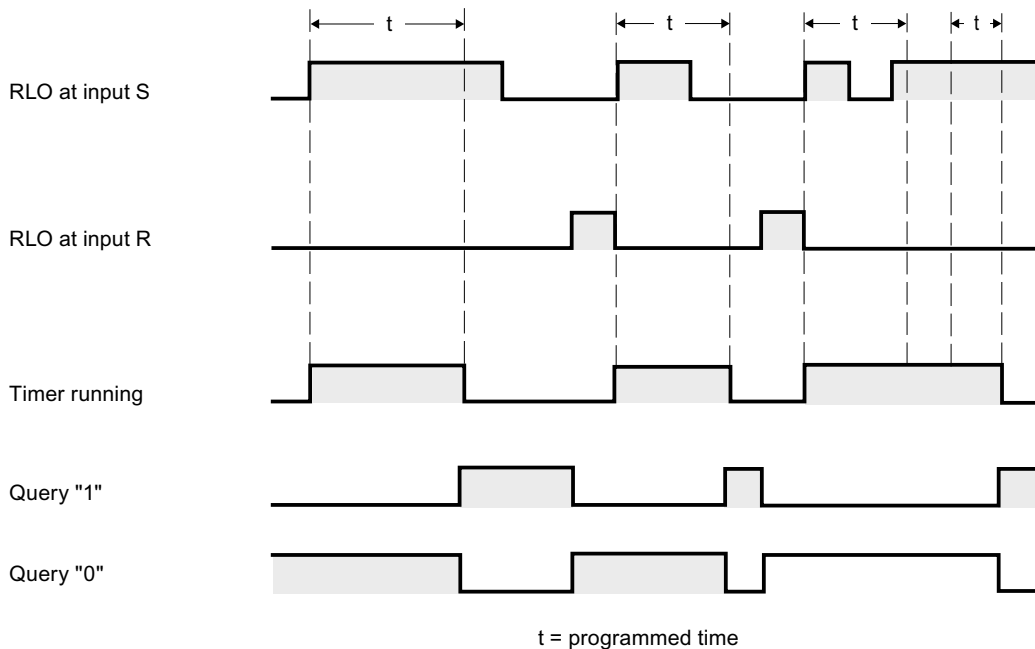 t t t t
RLO at input S
RLO at input R
Timer running
Query "1"
Query "0"
t = programmed time